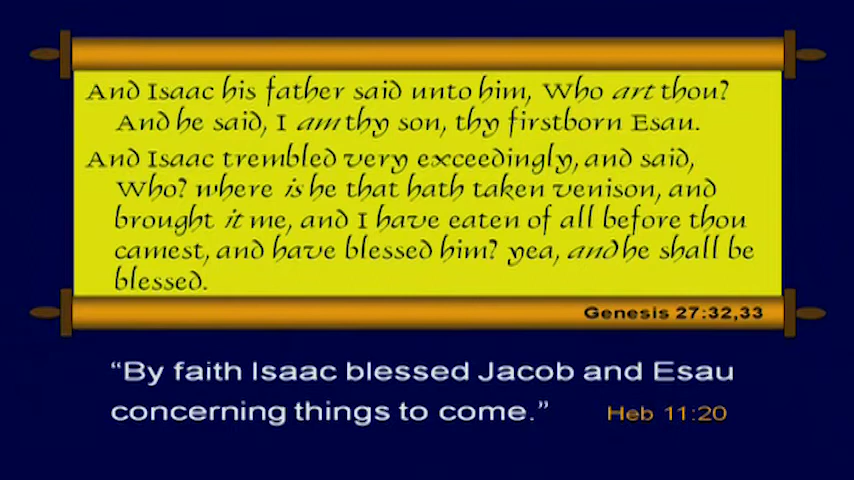 And Isaac his father said unto him, Who art thou?
And he said, I am thy son, thy firstborn Esau.
And Isaac trembled very exceedingly, and said,
Who? where is he that hath taken venison, and
brought it me, and I have eaten of all before thou
camest, and have blessed him? yea, and he shall be
blessed.
Genesis 27:32,33
“By faith Isaac blessed Jacob and Esau
concerning things to come.” Heb 11:20